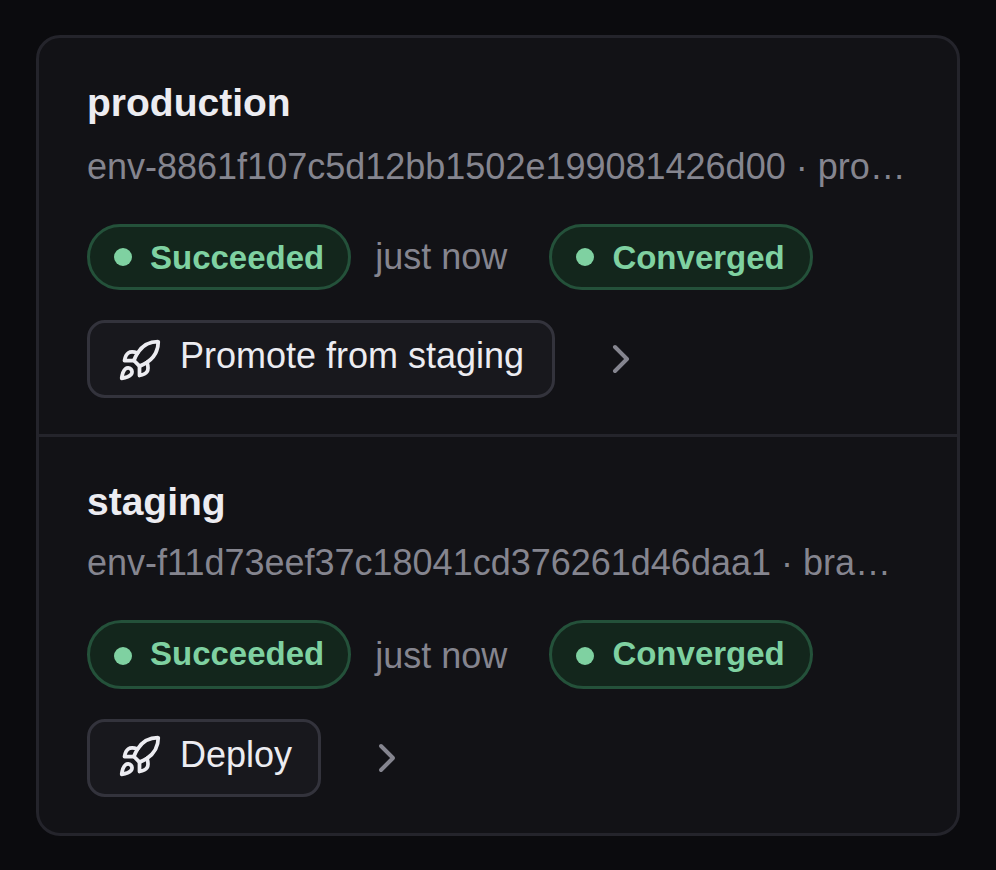 production
env-8861f107c5d12bb1502e199081426d00 · pro…
Succeeded just now Converged
Promote from staging
staging
env-f11d73eef37c18041cd376261d46daa1 · bra…
Succeeded just now Converged
Deploy